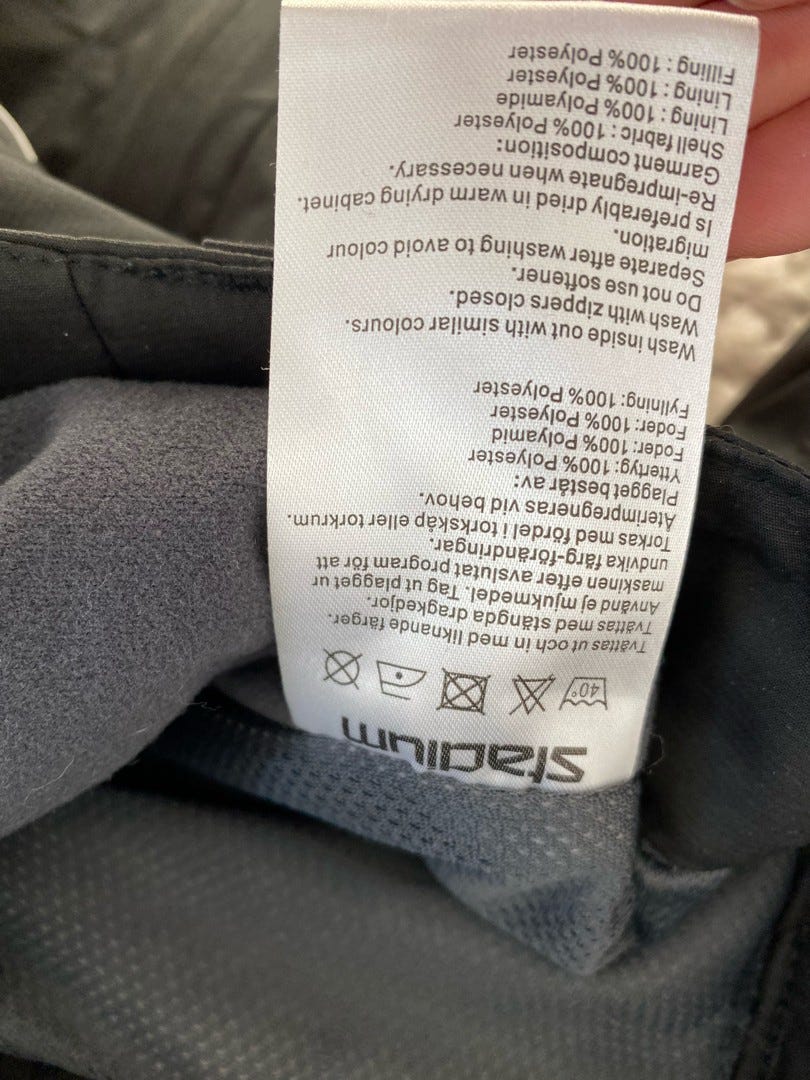 stadium
40°
Tvättas ut och in med liknande färger.
Tvättas med stängda dragkedjor.
Använd ej mjukmedel. Tag ut plagget ur
maskinen efter avslutat program för att
undvika färg-förändringar.
Torkas med fördel i torkskåp eller torkrum.
Återimpregneras vid behov.
Plagget består av:
Yttertyg: 100% Polyester
Foder: 100% Polyamid
Foder: 100% Polyester
Fyllning: 100% Polyester
Wash inside out with similar colours.
Wash with zippers closed.
Do not use softener.
Separate after washing to avoid colour
migration.
Is preferably dried in warm drying cabinet.
Re-impregnate when necessary.
Garment composition:
Shell fabric : 100% Polyester
Lining : 100% Polyamide
Lining : 100% Polyester
Filling : 100% Polyester